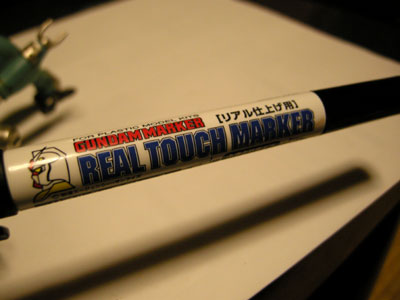 FOR PLASTIC MODEL KITS
GUNDAM MARKER
【リアル仕上げ用】
REAL TOUCH MARKER